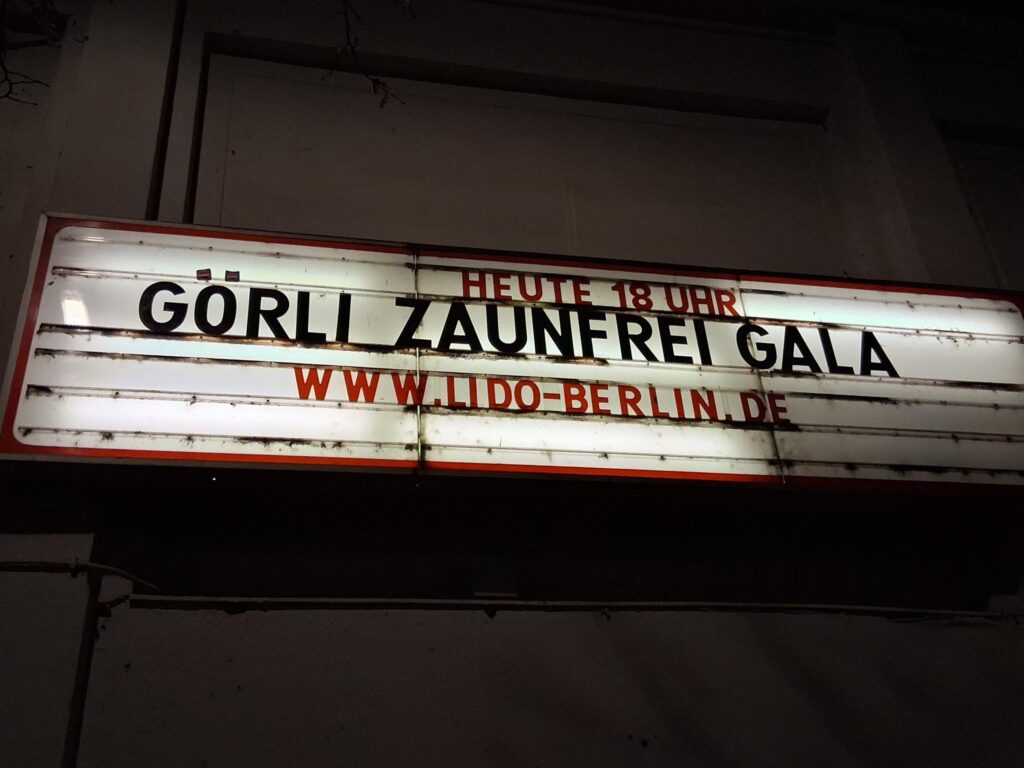 HEUTE 18 UHR
GÖRLI ZAUNFREI GALA
WWW.LIDO-BERLIN.DE